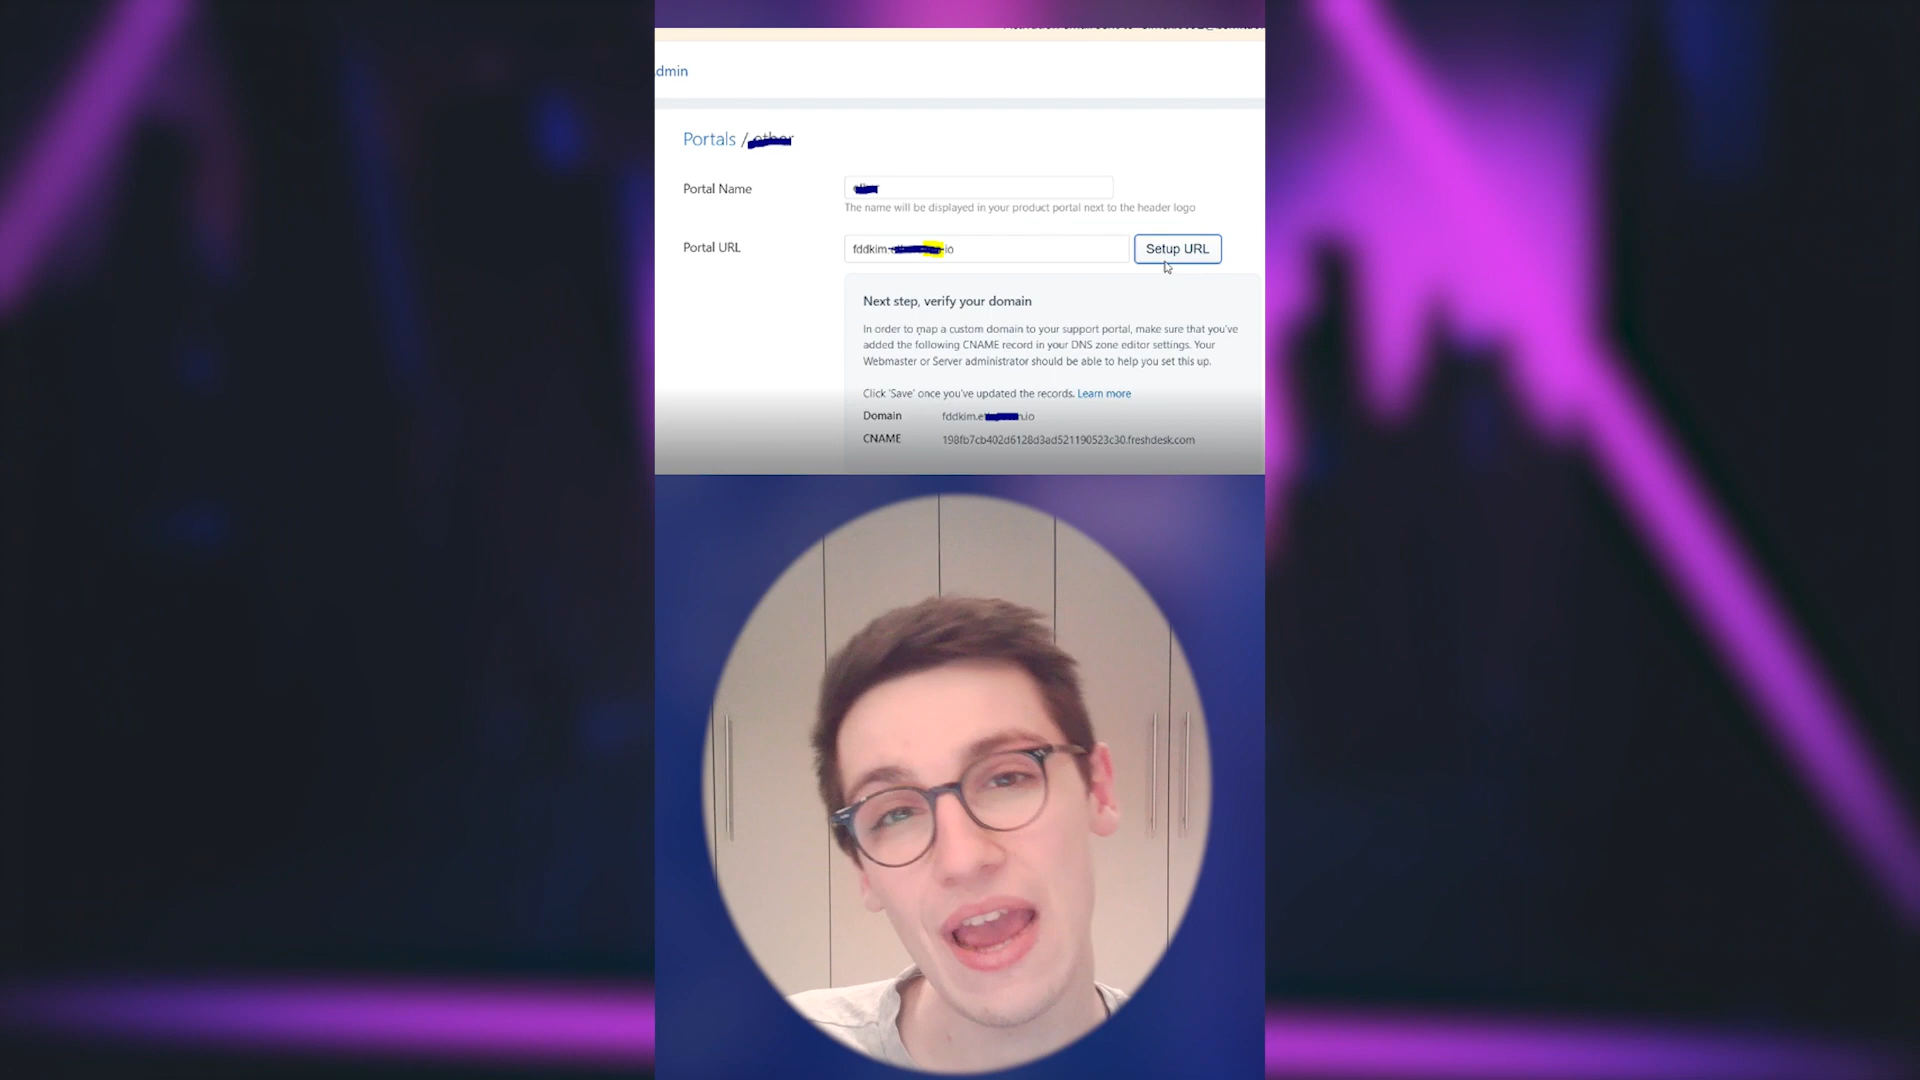 dmin
Portals /
Portal Name
The name will be displayed in your product portal next to the header logo
Portal URL
fddkim. io
Setup URL
Next step, verify your domain
In order to map a custom domain to your support portal, make sure that you've
added the following CNAME record in your DNS zone editor settings. Your
Webmaster or Server administrator should be able to help you set this up.
Click 'Save' once you've updated the records. Learn more
Domain fddkim.e .io
CNAME 198fb7cb402d6128d3ad521190523c30.freshdesk.com